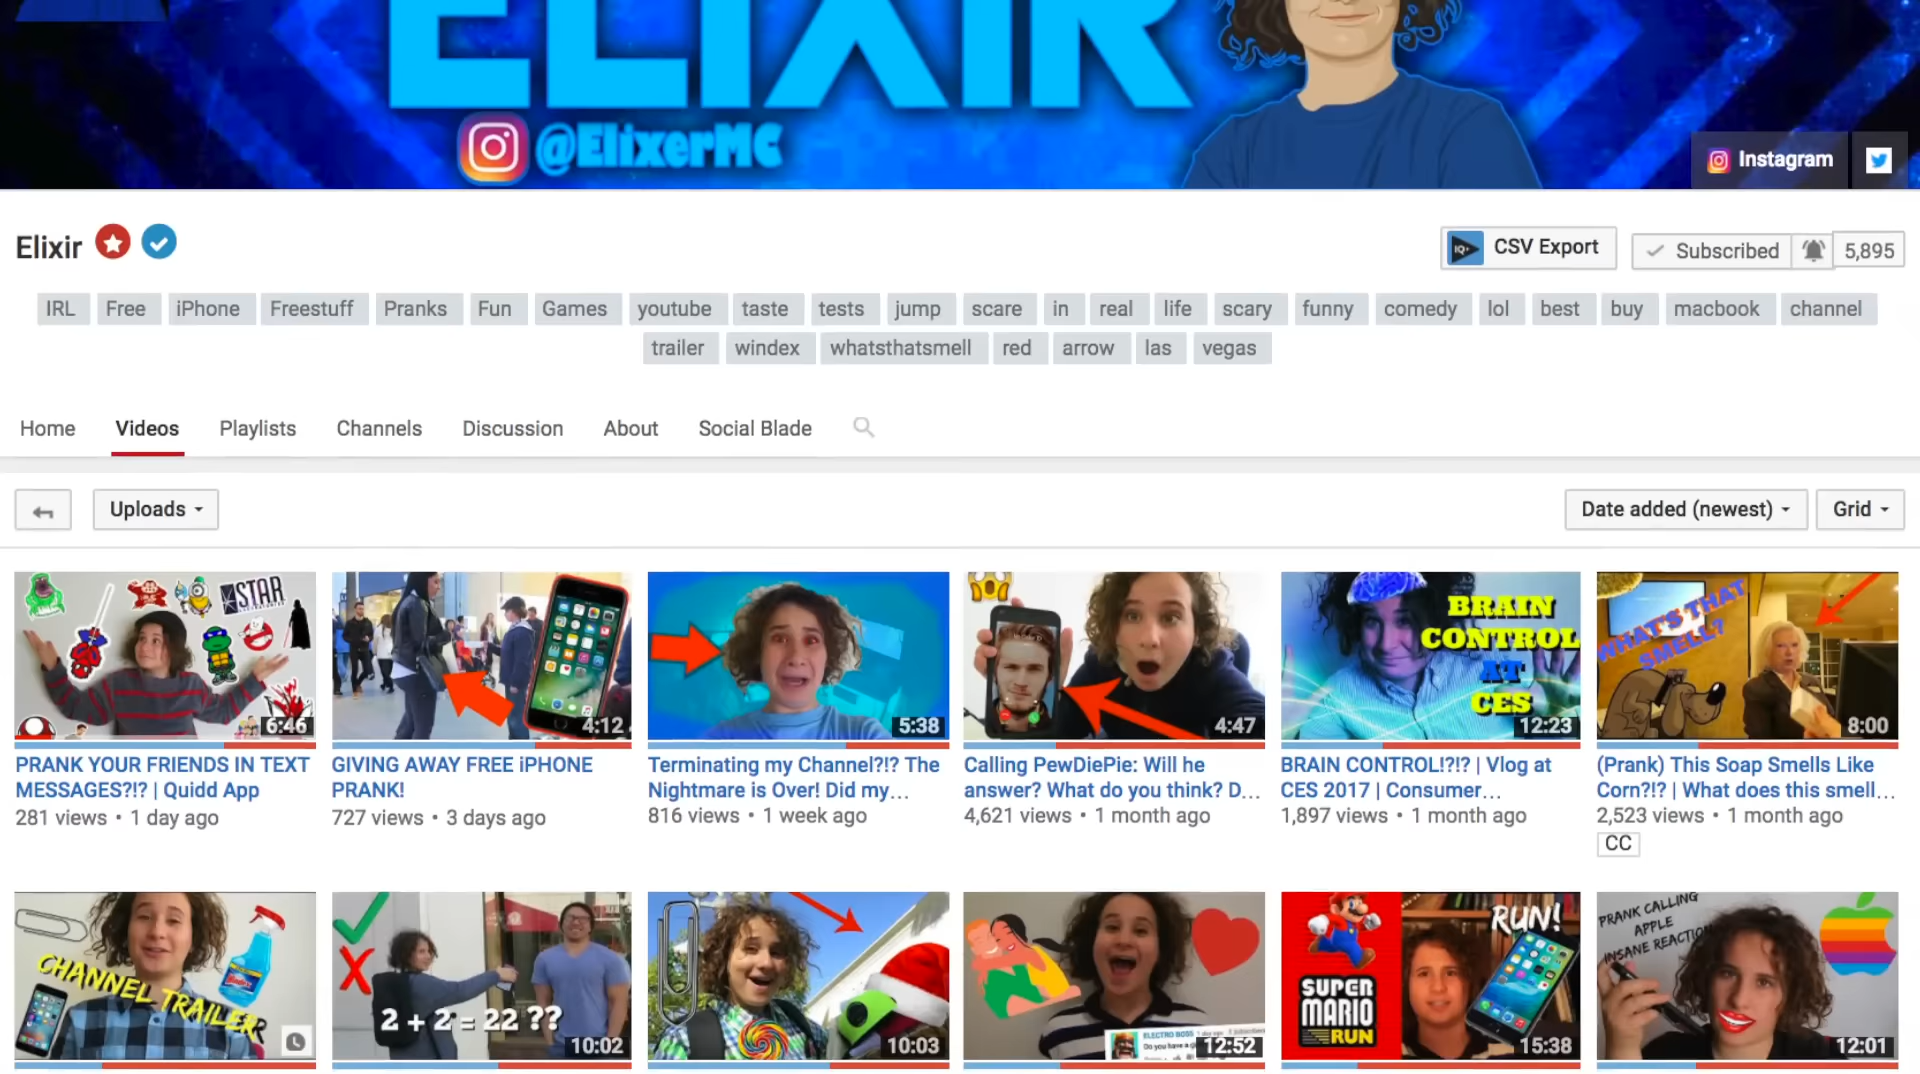 ELIXIR
@ElixerMC
Instagram
Elixir
CSV Export
Subscribed
5,895
IRL Free iPhone Freestuff Pranks Fun Games youtube taste tests jump scare in real life scary funny comedy lol best buy macbook channel
trailer windex whatsthatsmell red arrow las vegas
Home Videos Playlists Channels Discussion About Social Blade
Uploads
Date added (newest)
Grid
STAR
6:46
4:12
5:38
4:47
BRAIN
CONTROL
AT
CES
12:23
WHAT'S THAT
SMELL?
8:00
PRANK YOUR FRIENDS IN TEXT
MESSAGES?!? | Quidd App
281 views • 1 day ago
GIVING AWAY FREE iPHONE
PRANK!
727 views • 3 days ago
Terminating my Channel?!? The
Nightmare is Over! Did my...
816 views • 1 week ago
Calling PewDiePie: Will he
answer? What do you think? D...
4,621 views • 1 month ago
BRAIN CONTROL!?!? | Vlog at
CES 2017 | Consumer...
1,897 views • 1 month ago
(Prank) This Soap Smells Like
Corn?!? | What does this smell...
2,523 views • 1 month ago
CC
CHANNEL TRAILER
2 + 2 = 22 ??
10:02
10:03
ELECTRO BOSS
Do you have a
12:52
SUPER
MARIO
RUN
RUN!
15:38
PRANK CALLING
APPLE
INSANE REACTION
12:01